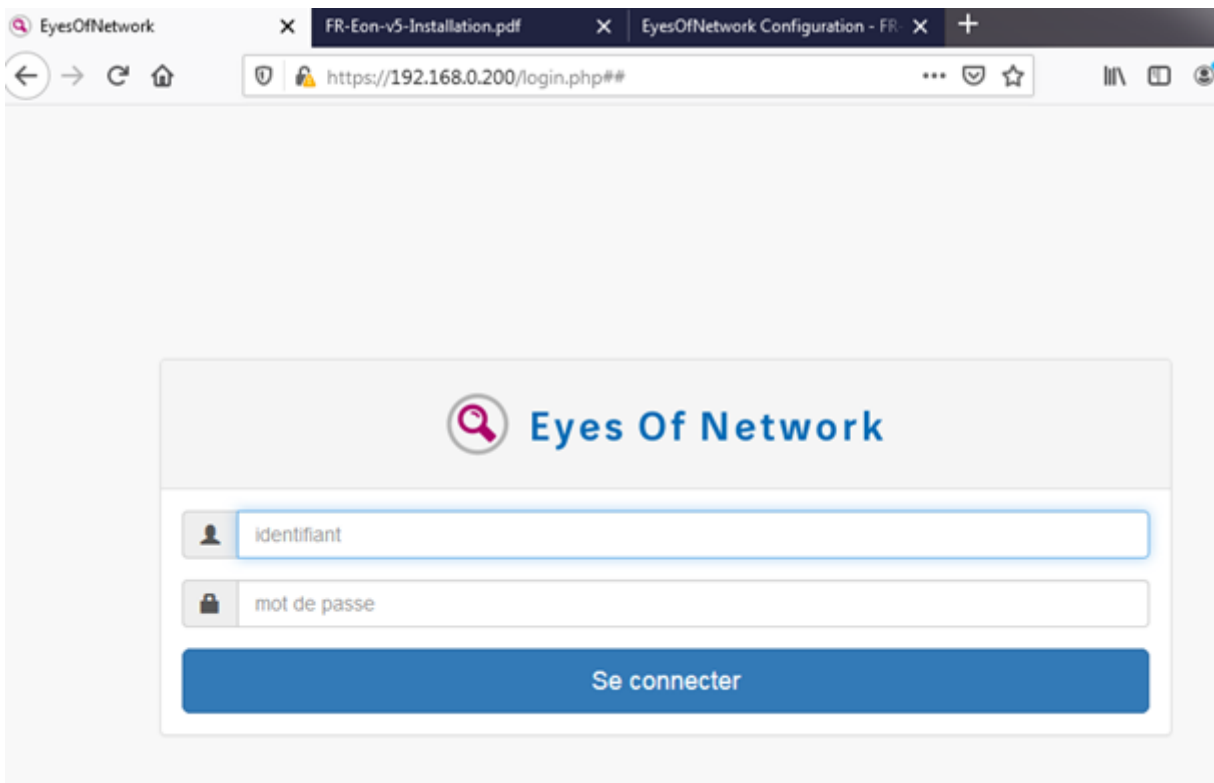 EyesOfNetwork
FR-Eon-v5-Installation.pdf
EyesOfNetwork Configuration - FR-
https://192.168.0.200/login.php##
Eyes Of Network
identifiant
mot de passe
Se connecter